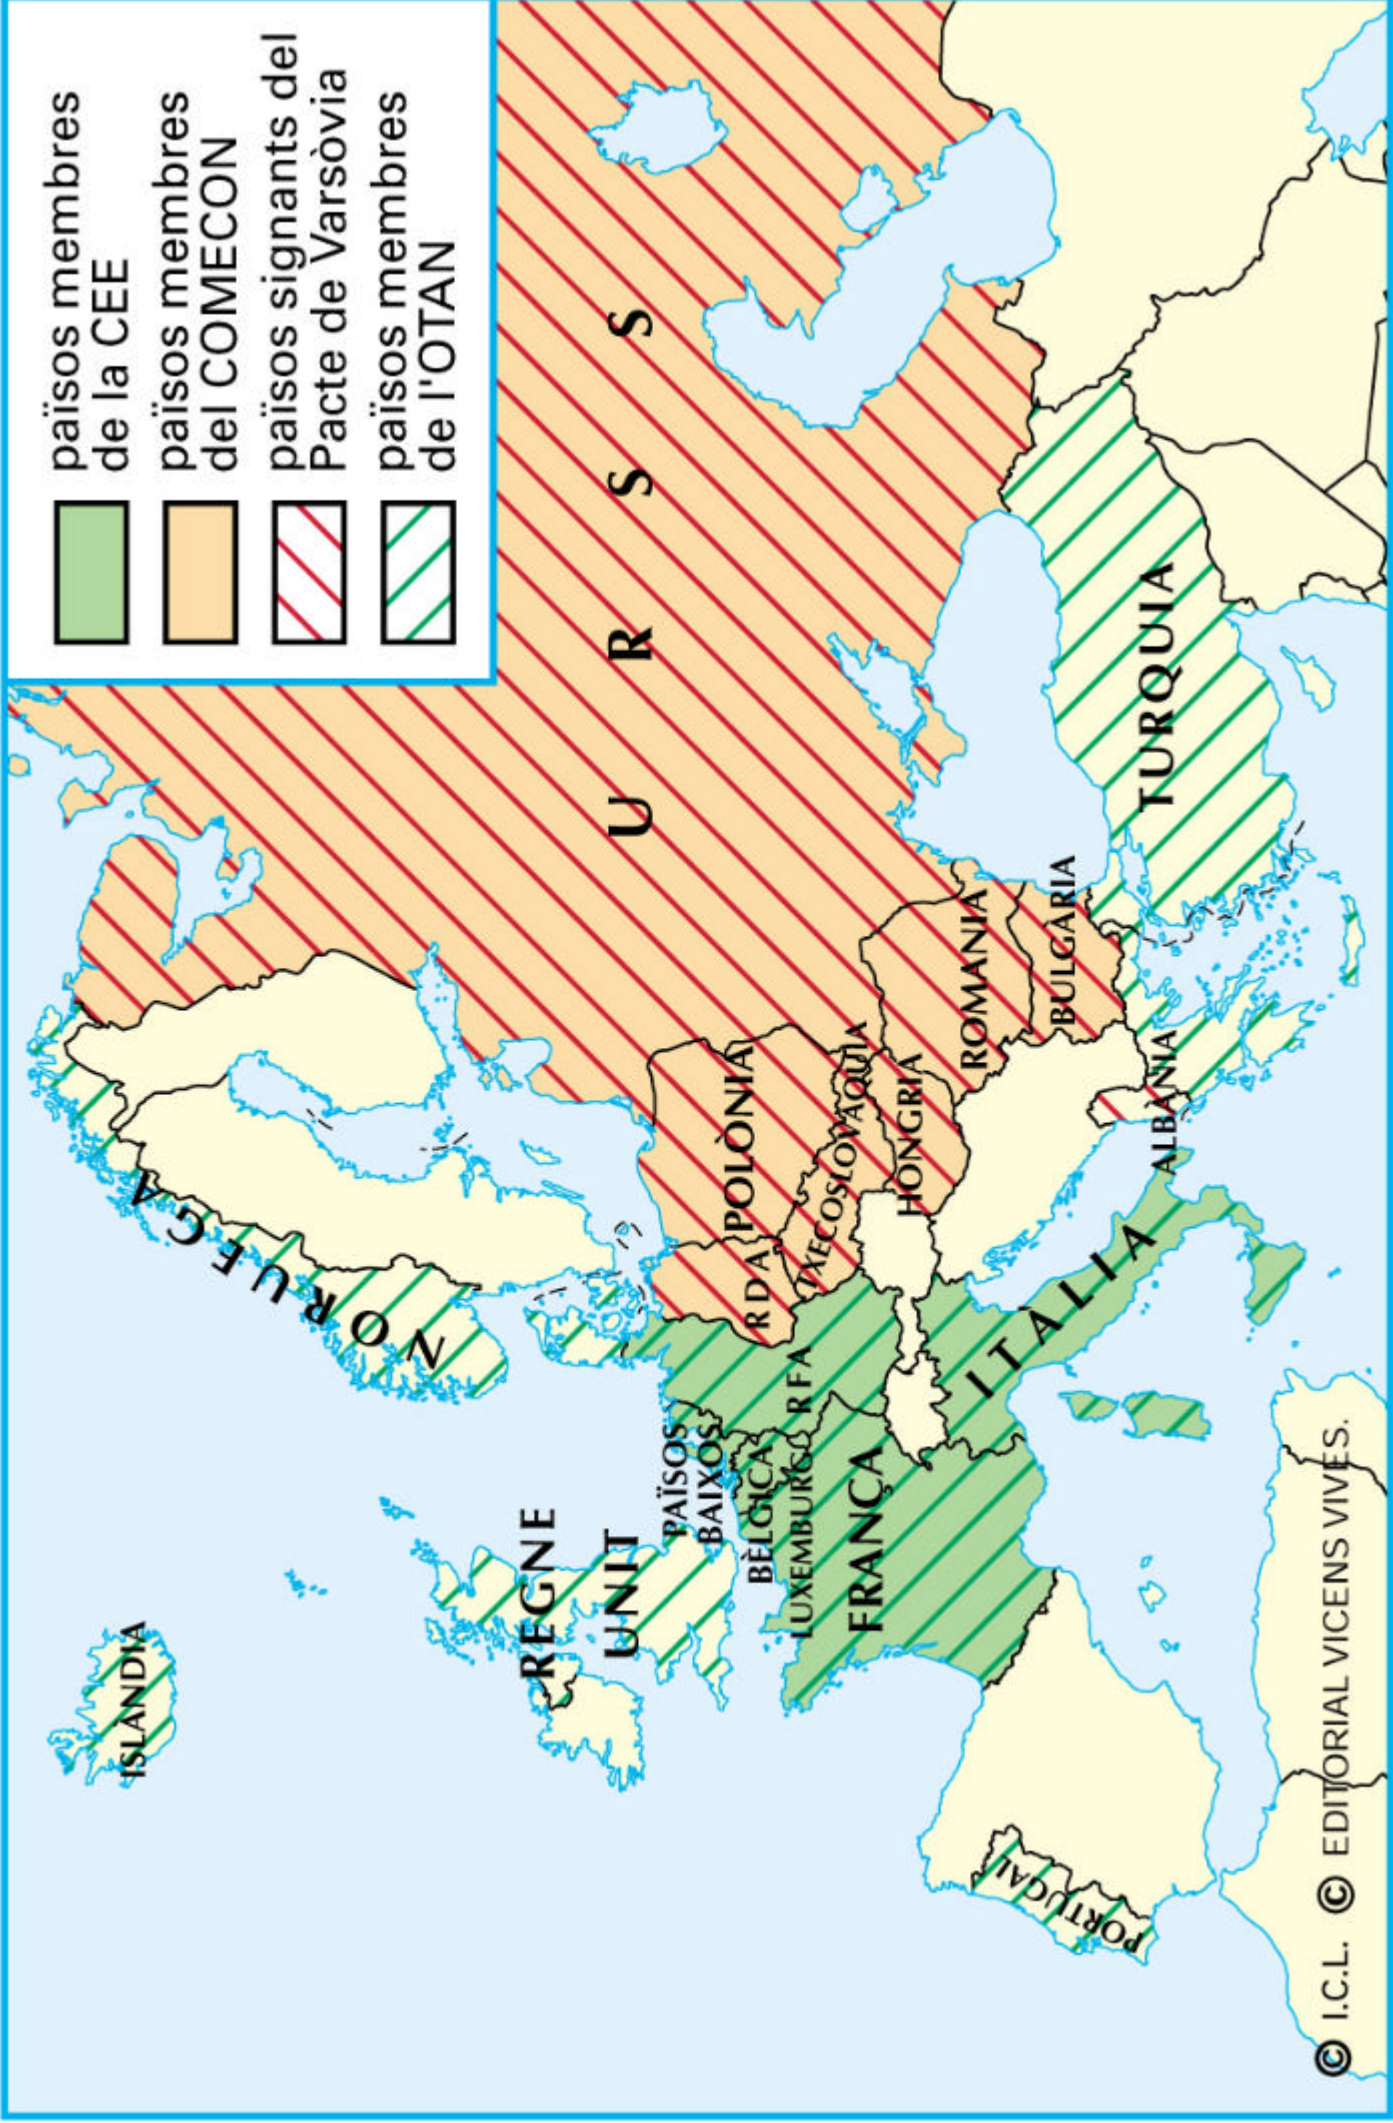 països membres
de la CEE
països membres
del COMECON
països signants del
Pacte de Varsòvia
països membres
de l'OTAN
ISLÀNDIA
NORUEGA
REGNE
UNIT
PAÏSOS
BAIXOS
BÈLGICA
LUXEMBURG
RFA
RDA
POLÒNIA
TXECOSLOVÀQUIA
HONGRIA
ROMANIA
BULGÀRIA
URSS
FRANÇA
ITÀLIA
ALBÀNIA
TURQUIA
PORTUGAL
© I.C.L. © EDITORIAL VICENS VIVES.